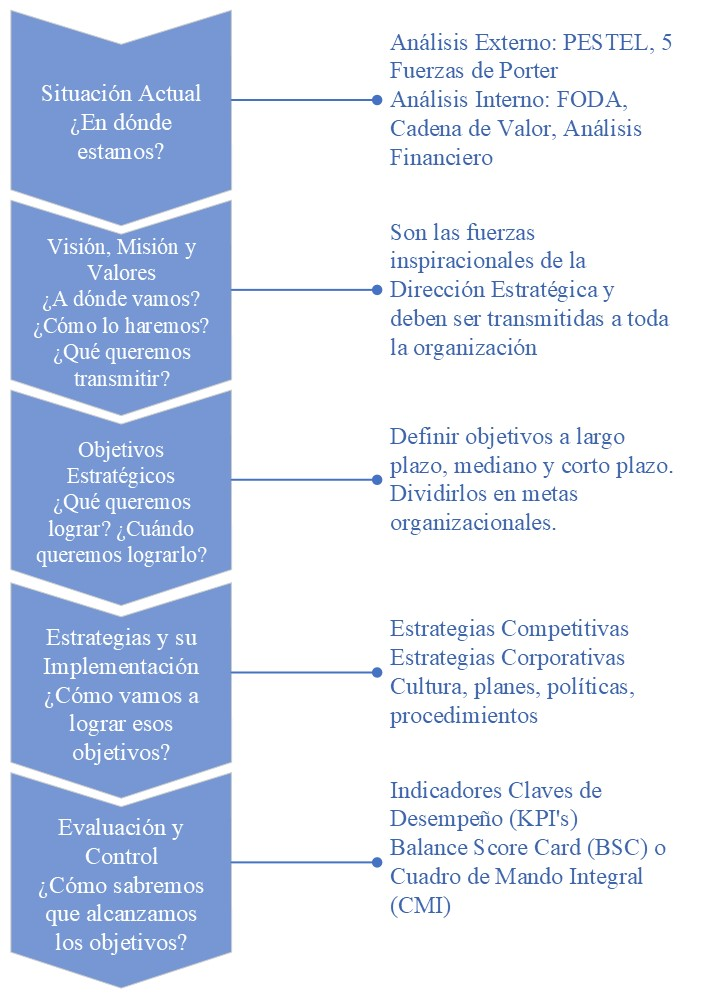 Situación Actual
¿En dónde
estamos?
Análisis Externo: PESTEL, 5
Fuerzas de Porter
Análisis Interno: FODA,
Cadena de Valor, Análisis
Financiero
Visión, Misión y
Valores
¿A dónde vamos?
¿Cómo lo haremos?
¿Qué queremos
transmitir?
Son las fuerzas
inspiracionales de la
Dirección Estratégica y
deben ser transmitidas a toda
la organización
Objetivos
Estratégicos
¿Qué queremos
lograr? ¿Cuándo
queremos lograrlo?
Definir objetivos a largo
plazo, mediano y corto plazo.
Dividirlos en metas
organizacionales.
Estrategias y su
Implementación
¿Cómo vamos a
lograr esos
objetivos?
Estrategias Competitivas
Estrategias Corporativas
Cultura, planes, políticas,
procedimientos
Evaluación y
Control
¿Cómo sabremos
que alcanzamos
los objetivos?
Indicadores Claves de
Desempeño (KPI's)
Balance Score Card (BSC) o
Cuadro de Mando Integral
(CMI)